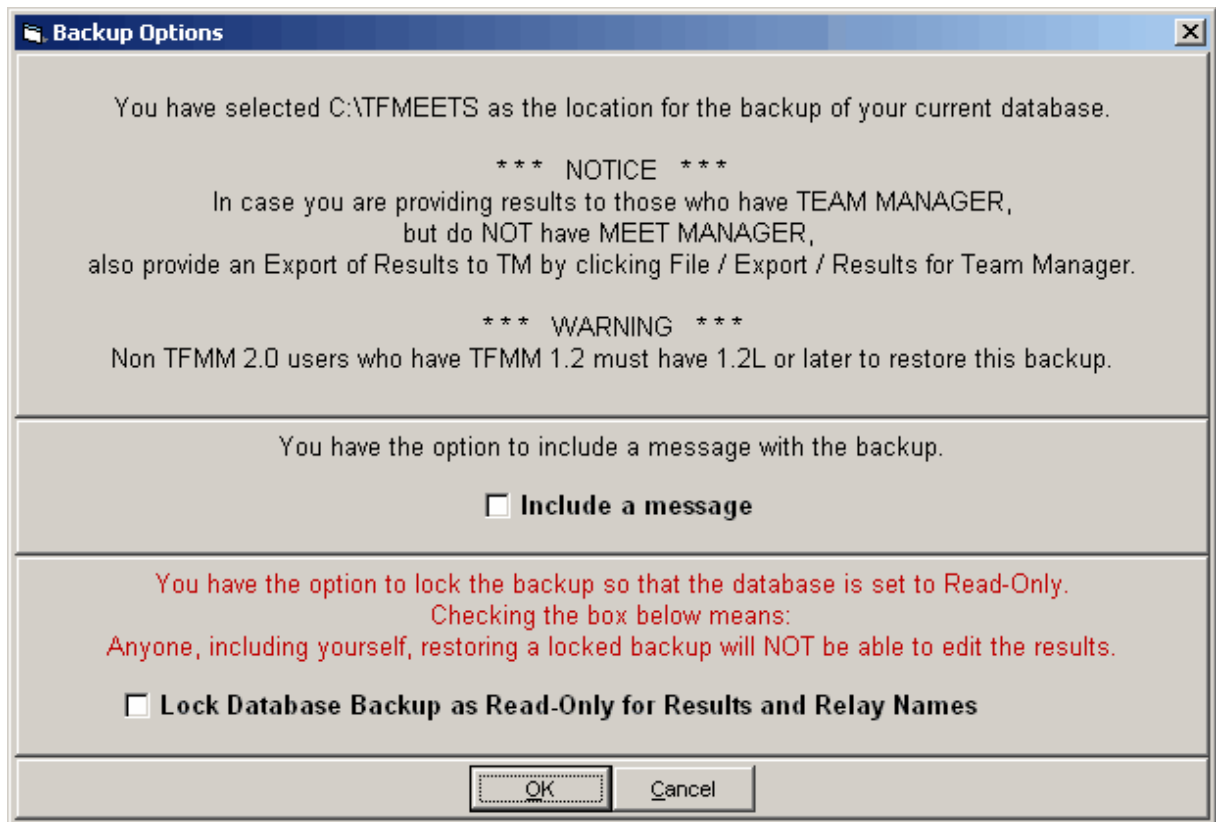 Backup Options
You have selected C:\TFMEETS as the location for the backup of your current database.
* * *   NOTICE   * * *
In case you are providing results to those who have TEAM MANAGER,
but do NOT have MEET MANAGER,
also provide an Export of Results to TM by clicking File / Export / Results for Team Manager.
* * *   WARNING   * * *
Non TFMM 2.0 users who have TFMM 1.2 must have 1.2L or later to restore this backup.
You have the option to include a message with the backup.
Include a message
You have the option to lock the backup so that the database is set to Read-Only.
Checking the box below means:
Anyone, including yourself, restoring a locked backup will NOT be able to edit the results.
Lock Database Backup as Read-Only for Results and Relay Names
OK Cancel